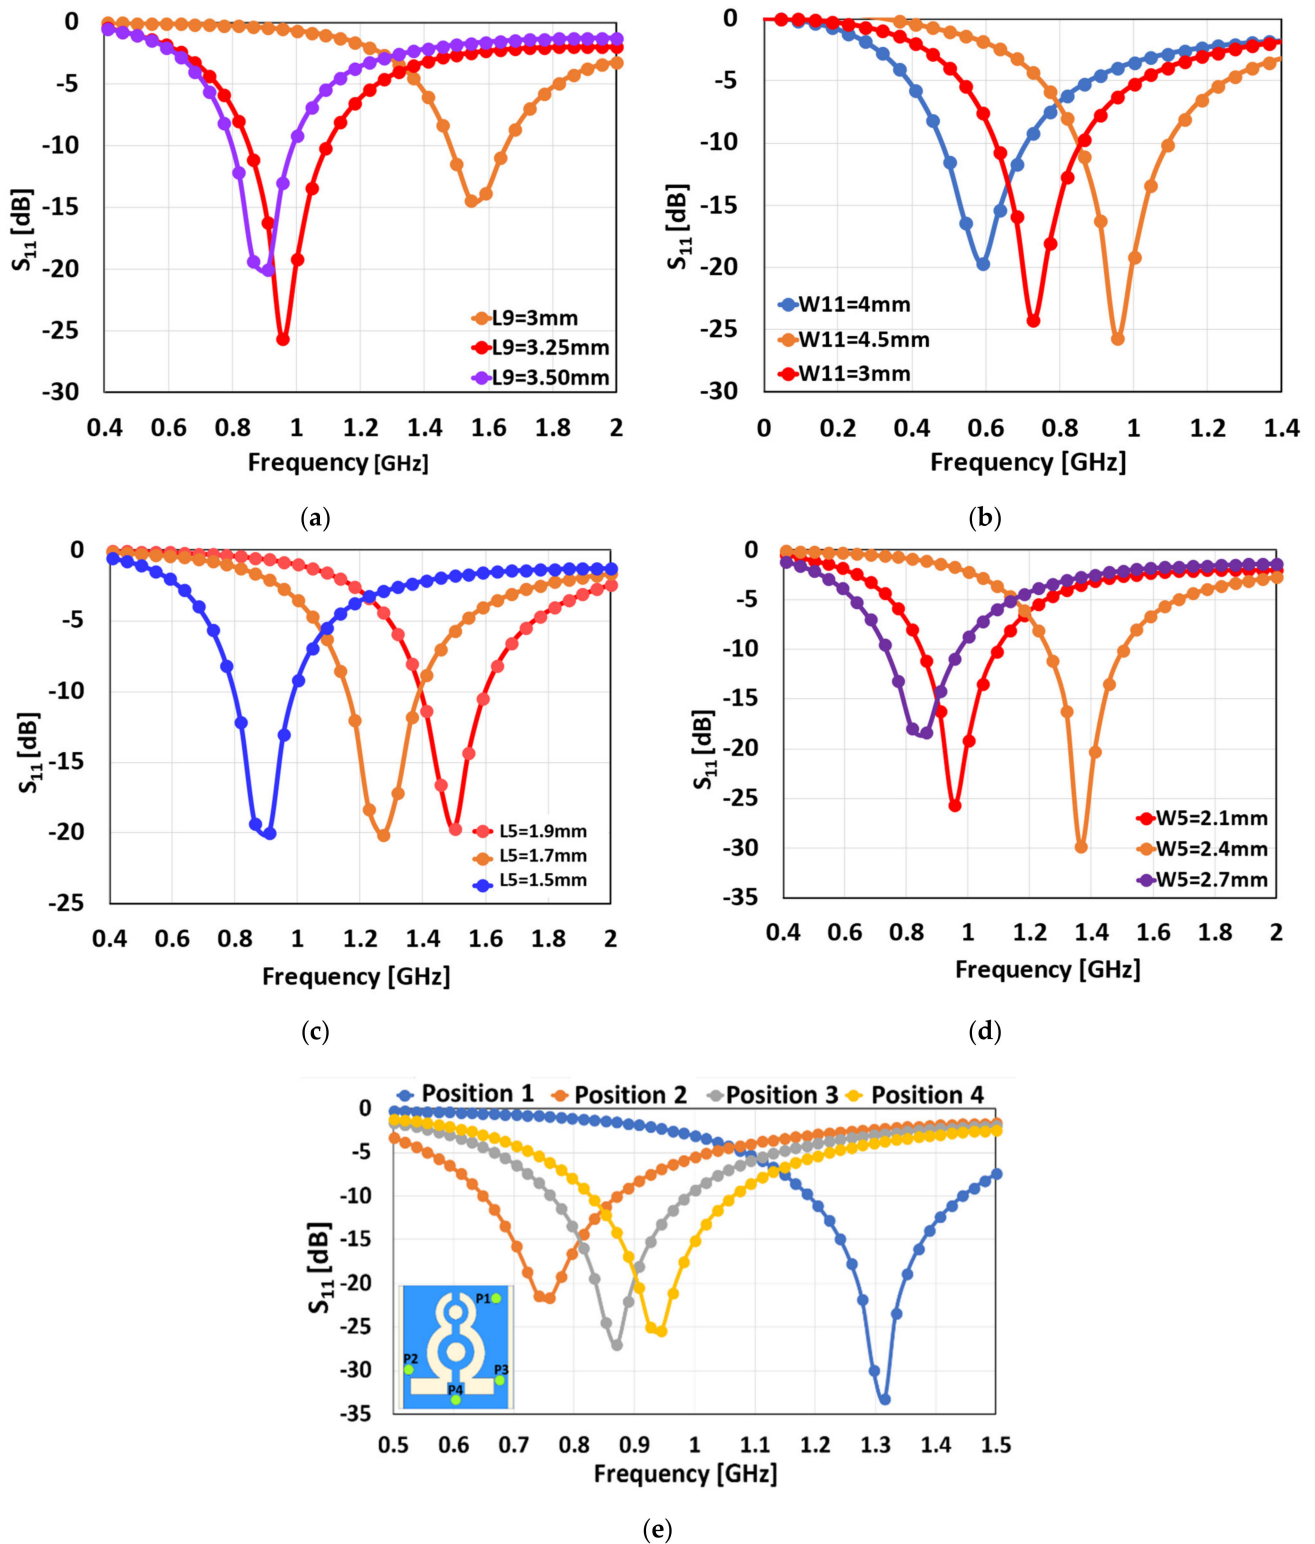 0
-5
-10
-15
-20
-25
-30
S11 [dB]
L9=3mm
L9=3.25mm
L9=3.50mm
0.4 0.6 0.8 1 1.2 1.4 1.6 1.8 2
Frequency [GHz]
(a)
0
-5
-10
-15
-20
-25
-30
S11 [dB]
W11=4mm
W11=4.5mm
W11=3mm
0 0.2 0.4 0.6 0.8 1 1.2 1.4
Frequency [GHz]
(b)
0
-5
-10
-15
-20
-25
S11 [dB]
L5=1.9mm
L5=1.7mm
L5=1.5mm
0.4 0.6 0.8 1 1.2 1.4 1.6 1.8 2
Frequency [GHz]
(c)
0
-5
-10
-15
-20
-25
-30
-35
S11 [dB]
W5=2.1mm
W5=2.4mm
W5=2.7mm
0.4 0.6 0.8 1 1.2 1.4 1.6 1.8 2
Frequency [GHz]
(d)
Position 1 Position 2 Position 3 Position 4
0
-5
-10
-15
-20
-25
-30
-35
S11 [dB]
P1
P2
P3
P4
0.5 0.6 0.7 0.8 0.9 1 1.1 1.2 1.3 1.4 1.5
Frequency [GHz]
(e)